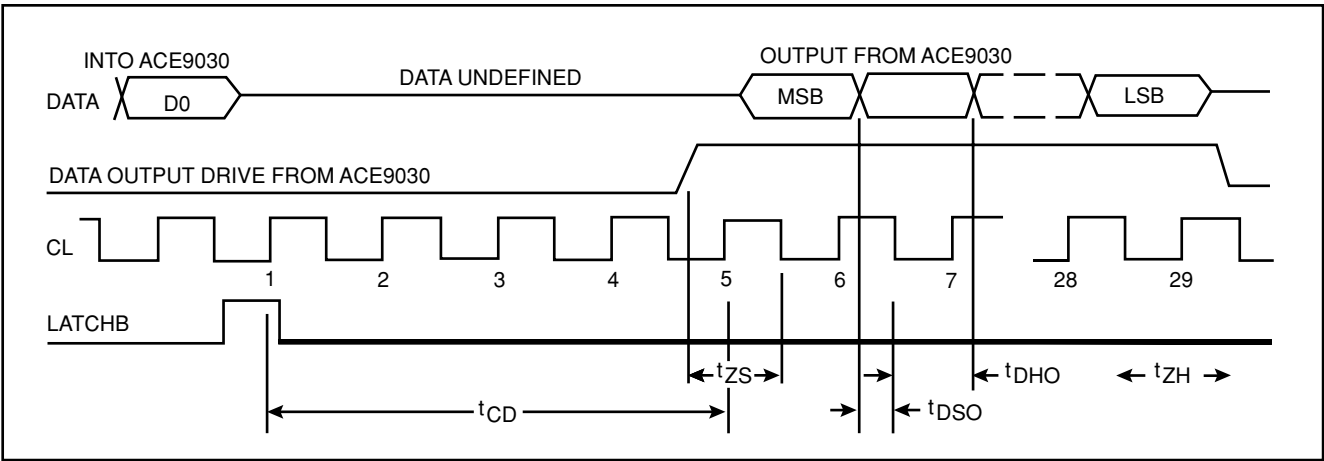 INTO ACE9030
OUTPUT FROM ACE9030
DATA
D0
DATA UNDEFINED
MSB
LSB
DATA OUTPUT DRIVE FROM ACE9030
CL
1 2 3 4 5 6 7 28 29
LATCHB
tZS
tDHO
tZH
tCD
tDSO